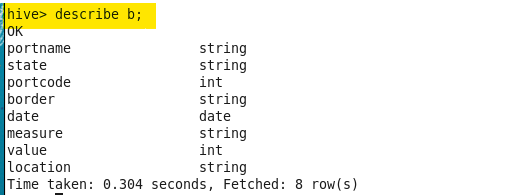 hive> describe b;
OK
portname string
state string
portcode int
border string
date date
measure string
value int
location string
Time taken: 0.304 seconds, Fetched: 8 row(s)